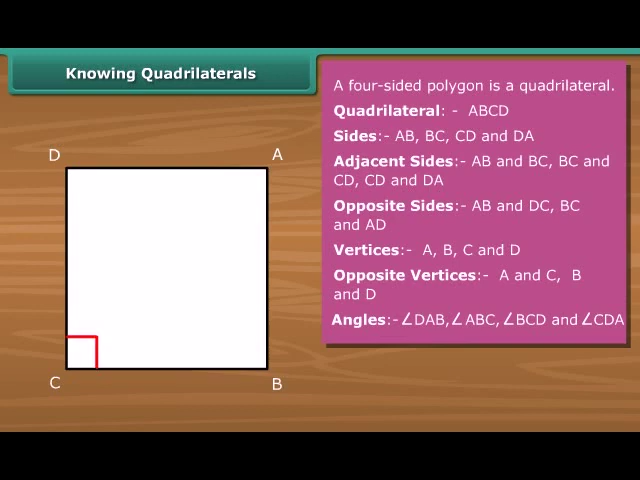 Knowing Quadrilaterals
A four-sided polygon is a quadrilateral.
Quadrilateral: - ABCD
Sides:- AB, BC, CD and DA
Adjacent Sides:- AB and BC, BC and
CD, CD and DA
Opposite Sides:- AB and DC, BC
and AD
Vertices:- A, B, C and D
Opposite Vertices:- A and C, B
and D
Angles:-∠DAB,∠ABC,∠BCD and∠CDA
D
A
C
B